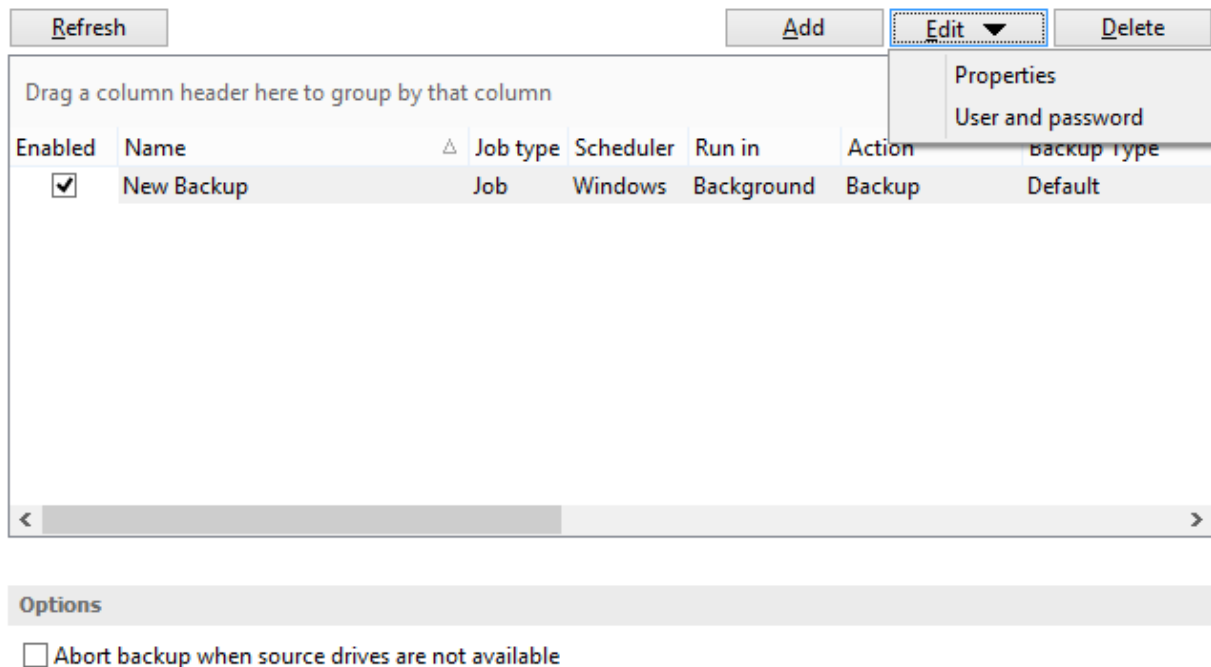 Refresh Add Edit Delete
Properties
Drag a column header here to group by that column
User and password
Enabled Name Job type Scheduler Run in Action Backup Type
New Backup Job Windows Background Backup Default
Options
Abort backup when source drives are not available